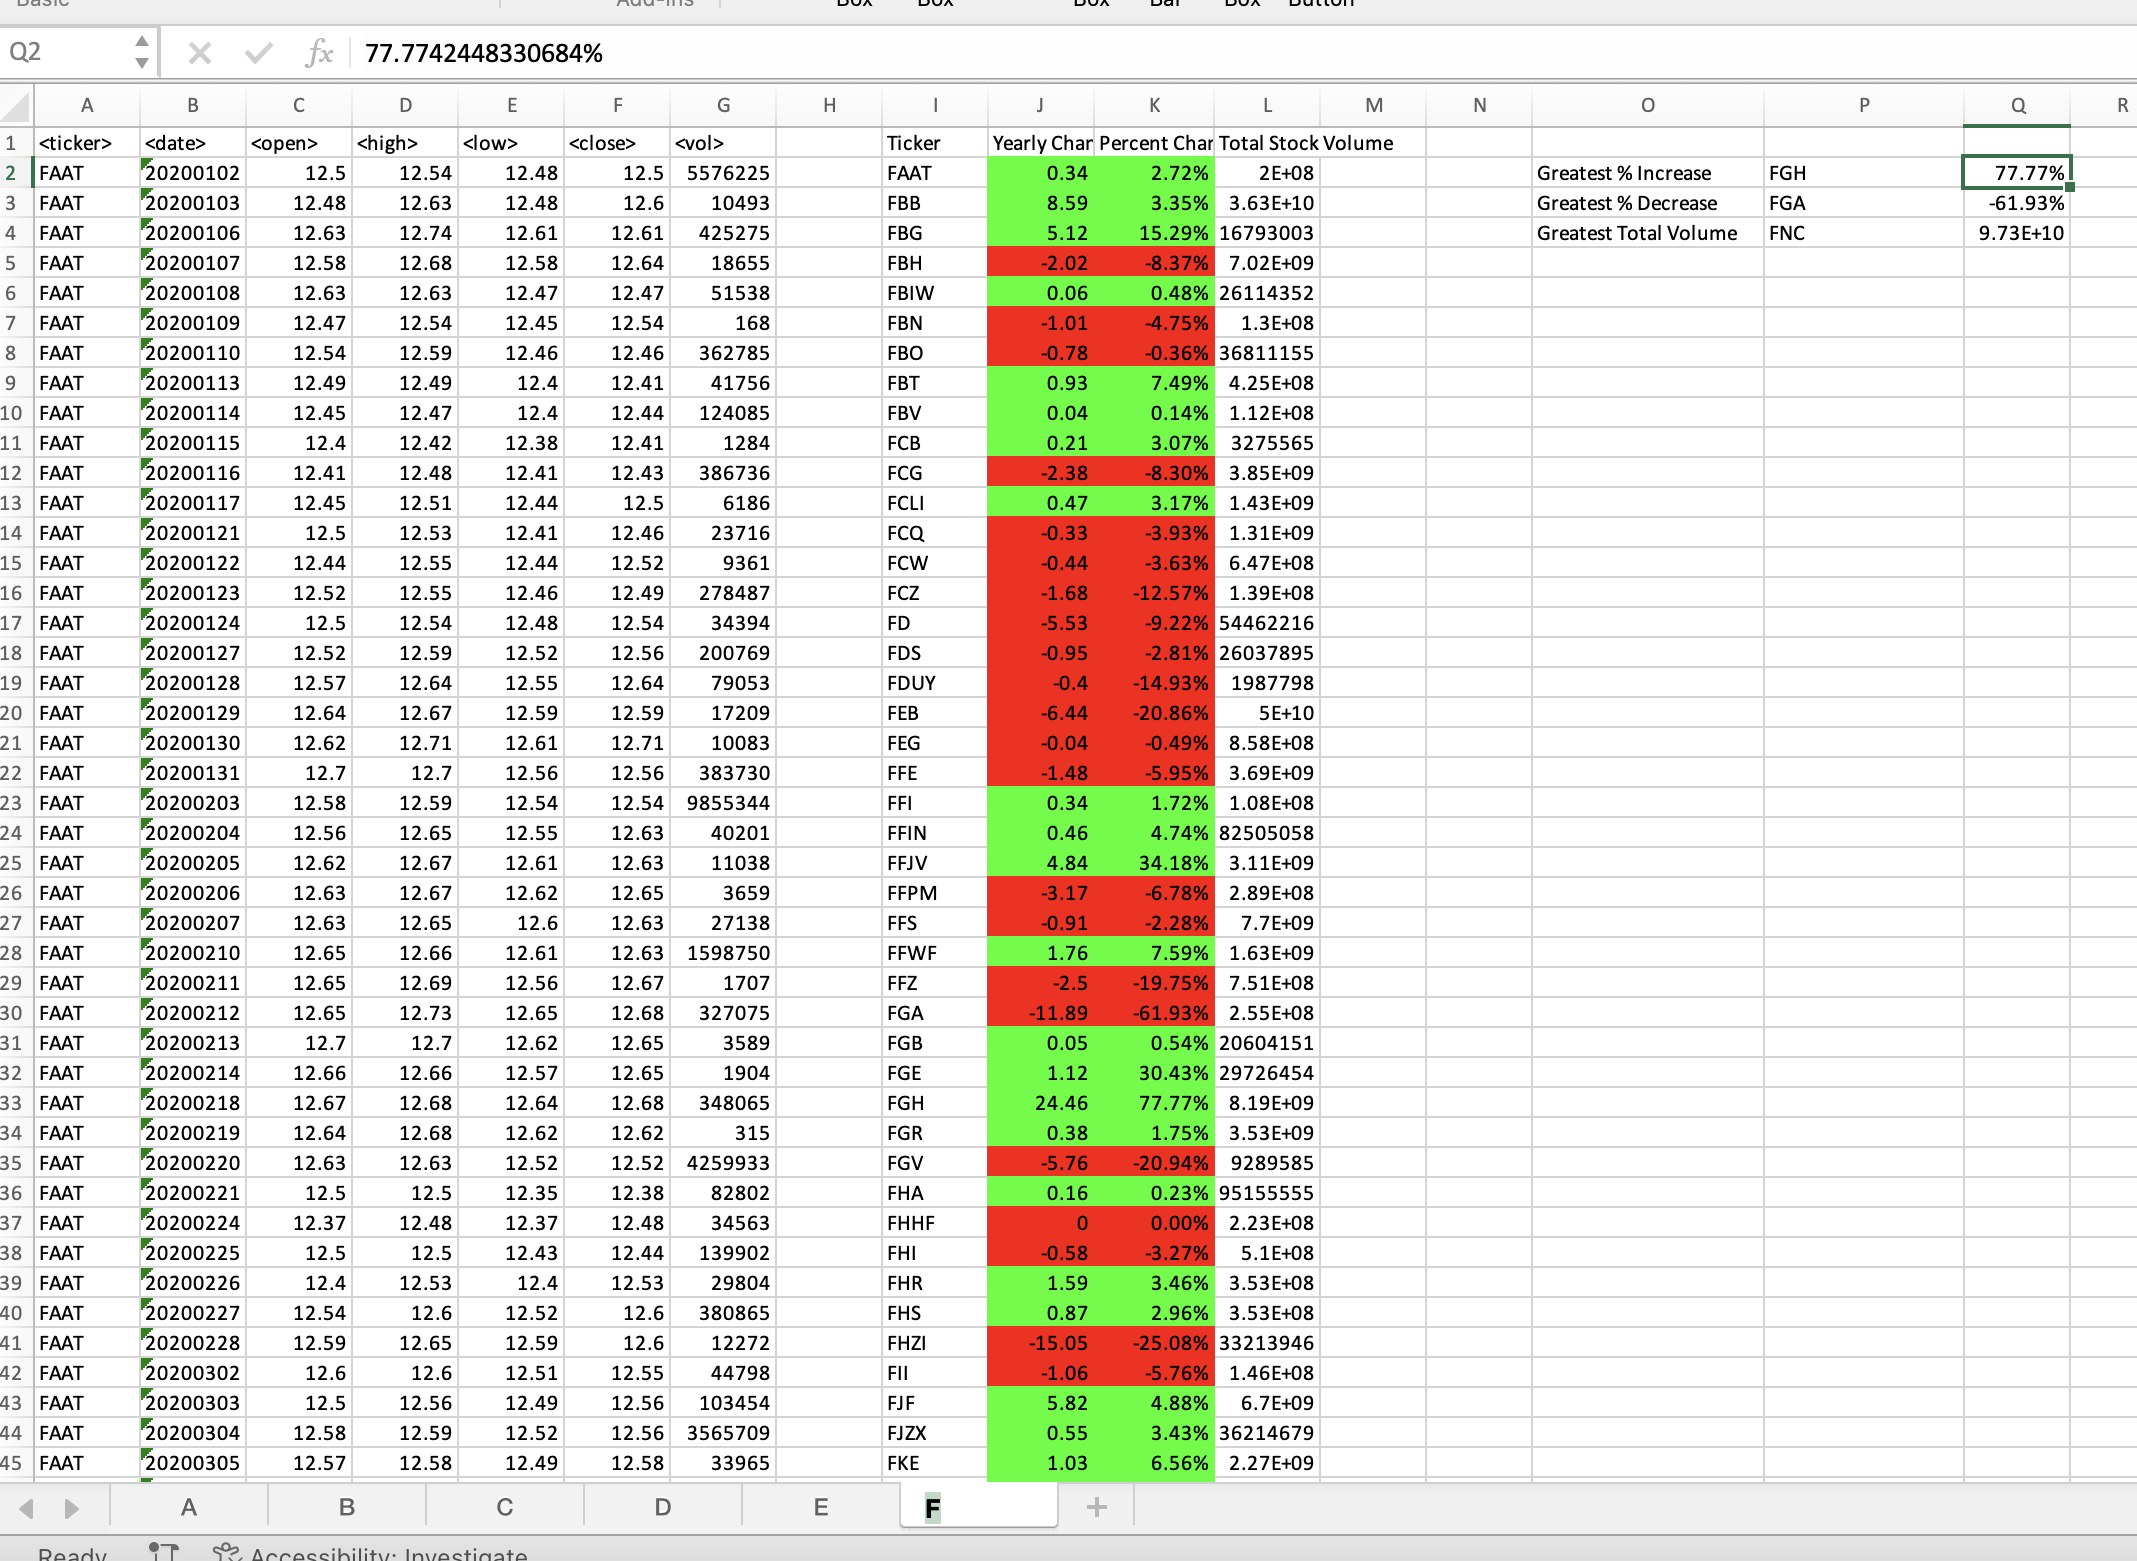 Basic Add-ins Box Box Box Bar Box Button
Q2 fx 77.7742448330684%
A B C D E F G H I J K L M N O P Q R
1 <ticker> <date> <open> <high> <low> <close> <vol> Ticker Yearly Chan Percent Chan Total Stock Volume
2 FAAT 20200102 12.5 12.54 12.48 12.5 5576225 FAAT 0.34 2.72% 2E+08 Greatest % Increase FGH 77.77%
3 FAAT 20200103 12.48 12.63 12.48 12.6 10493 FBB 8.59 3.35% 3.63E+10 Greatest % Decrease FGA -61.93%
4 FAAT 20200106 12.63 12.74 12.61 12.61 425275 FBG 5.12 15.29% 16793003 Greatest Total Volume FNC 9.73E+10
5 FAAT 20200107 12.58 12.68 12.58 12.64 18655 FBH -2.02 -8.37% 7.02E+09
6 FAAT 20200108 12.63 12.63 12.47 12.47 51538 FBIW 0.06 0.48% 26114352
7 FAAT 20200109 12.47 12.54 12.45 12.54 168 FBN -1.01 -4.75% 1.3E+08
8 FAAT 20200110 12.54 12.59 12.46 12.46 362785 FBO -0.78 -0.36% 36811155
9 FAAT 20200113 12.49 12.49 12.4 12.41 41756 FBT 0.93 7.49% 4.25E+08
10 FAAT 20200114 12.45 12.47 12.4 12.44 124085 FBV 0.04 0.14% 1.12E+08
11 FAAT 20200115 12.4 12.42 12.38 12.41 1284 FCB 0.21 3.07% 3275565
12 FAAT 20200116 12.41 12.48 12.41 12.43 386736 FCG -2.38 -8.30% 3.85E+09
13 FAAT 20200117 12.45 12.51 12.44 12.5 6186 FCLI 0.47 3.17% 1.43E+09
14 FAAT 20200121 12.5 12.53 12.41 12.46 23716 FCQ -0.33 -3.93% 1.31E+09
15 FAAT 20200122 12.44 12.55 12.44 12.52 9361 FCW -0.44 -3.63% 6.47E+08
16 FAAT 20200123 12.52 12.55 12.46 12.49 278487 FCZ -1.68 -12.57% 1.39E+08
17 FAAT 20200124 12.5 12.54 12.48 12.54 34394 FD -5.53 -9.22% 54462216
18 FAAT 20200127 12.52 12.59 12.52 12.56 200769 FDS -0.95 -2.81% 26037895
19 FAAT 20200128 12.57 12.64 12.55 12.64 79053 FDUY -0.4 -14.93% 1987798
20 FAAT 20200129 12.64 12.67 12.59 12.59 17209 FEB -6.44 -20.86% 5E+10
21 FAAT 20200130 12.62 12.71 12.61 12.71 10083 FEG -0.04 -0.49% 8.58E+08
22 FAAT 20200131 12.7 12.7 12.56 12.56 383730 FFE -1.48 -5.95% 3.69E+09
23 FAAT 20200203 12.58 12.59 12.54 12.54 9855344 FFI 0.34 1.72% 1.08E+08
24 FAAT 20200204 12.56 12.65 12.55 12.63 40201 FFIN 0.46 4.74% 82505058
25 FAAT 20200205 12.62 12.67 12.61 12.63 11038 FFJV 4.84 34.18% 3.11E+09
26 FAAT 20200206 12.63 12.67 12.62 12.65 3659 FFPM -3.17 -6.78% 2.89E+08
27 FAAT 20200207 12.63 12.65 12.6 12.63 27138 FFS -0.91 -2.28% 7.7E+09
28 FAAT 20200210 12.65 12.66 12.61 12.63 1598750 FFWF 1.76 7.59% 1.63E+09
29 FAAT 20200211 12.65 12.69 12.56 12.67 1707 FFZ -2.5 -19.75% 7.51E+08
30 FAAT 20200212 12.65 12.73 12.65 12.68 327075 FGA -11.89 -61.93% 2.55E+08
31 FAAT 20200213 12.7 12.7 12.62 12.65 3589 FGB 0.05 0.54% 20604151
32 FAAT 20200214 12.66 12.66 12.57 12.65 1904 FGE 1.12 30.43% 29726454
33 FAAT 20200218 12.67 12.68 12.64 12.68 348065 FGH 24.46 77.77% 8.19E+09
34 FAAT 20200219 12.64 12.68 12.62 12.62 315 FGR 0.38 1.75% 3.53E+09
35 FAAT 20200220 12.63 12.63 12.52 12.52 4259933 FGV -5.76 -20.94% 9289585
36 FAAT 20200221 12.5 12.5 12.35 12.38 82802 FHA 0.16 0.23% 95155555
37 FAAT 20200224 12.37 12.48 12.37 12.48 34563 FHHF 0 0.00% 2.23E+08
38 FAAT 20200225 12.5 12.5 12.43 12.44 139902 FHI -0.58 -3.27% 5.1E+08
39 FAAT 20200226 12.4 12.53 12.4 12.53 29804 FHR 1.59 3.46% 3.53E+08
40 FAAT 20200227 12.54 12.6 12.52 12.6 380865 FHS 0.87 2.96% 3.53E+08
41 FAAT 20200228 12.59 12.65 12.59 12.6 12272 FHZI -15.05 -25.08% 33213946
42 FAAT 20200302 12.6 12.6 12.51 12.55 44798 FII -1.06 -5.76% 1.46E+08
43 FAAT 20200303 12.5 12.56 12.49 12.56 103454 FJF 5.82 4.88% 6.7E+09
44 FAAT 20200304 12.58 12.59 12.52 12.56 3565709 FJZX 0.55 3.43% 36214679
45 FAAT 20200305 12.57 12.58 12.49 12.58 33965 FKE 1.03 6.56% 2.27E+09
A B C D E F +
Ready Accessibility: Investigate